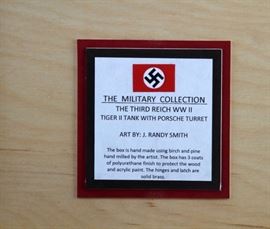 THE MILITARY COLLECTION
THE THIRD REICH WW II
TIGER II TANK WITH PORSCHE TURRET
ART BY: J. RANDY SMITH
The box is hand made using birch and pine
hand milled by the artist. The box has 3 coats
of polyurethane finish to protect the wood
and acrylic paint. The hinges and latch are
solid brass.